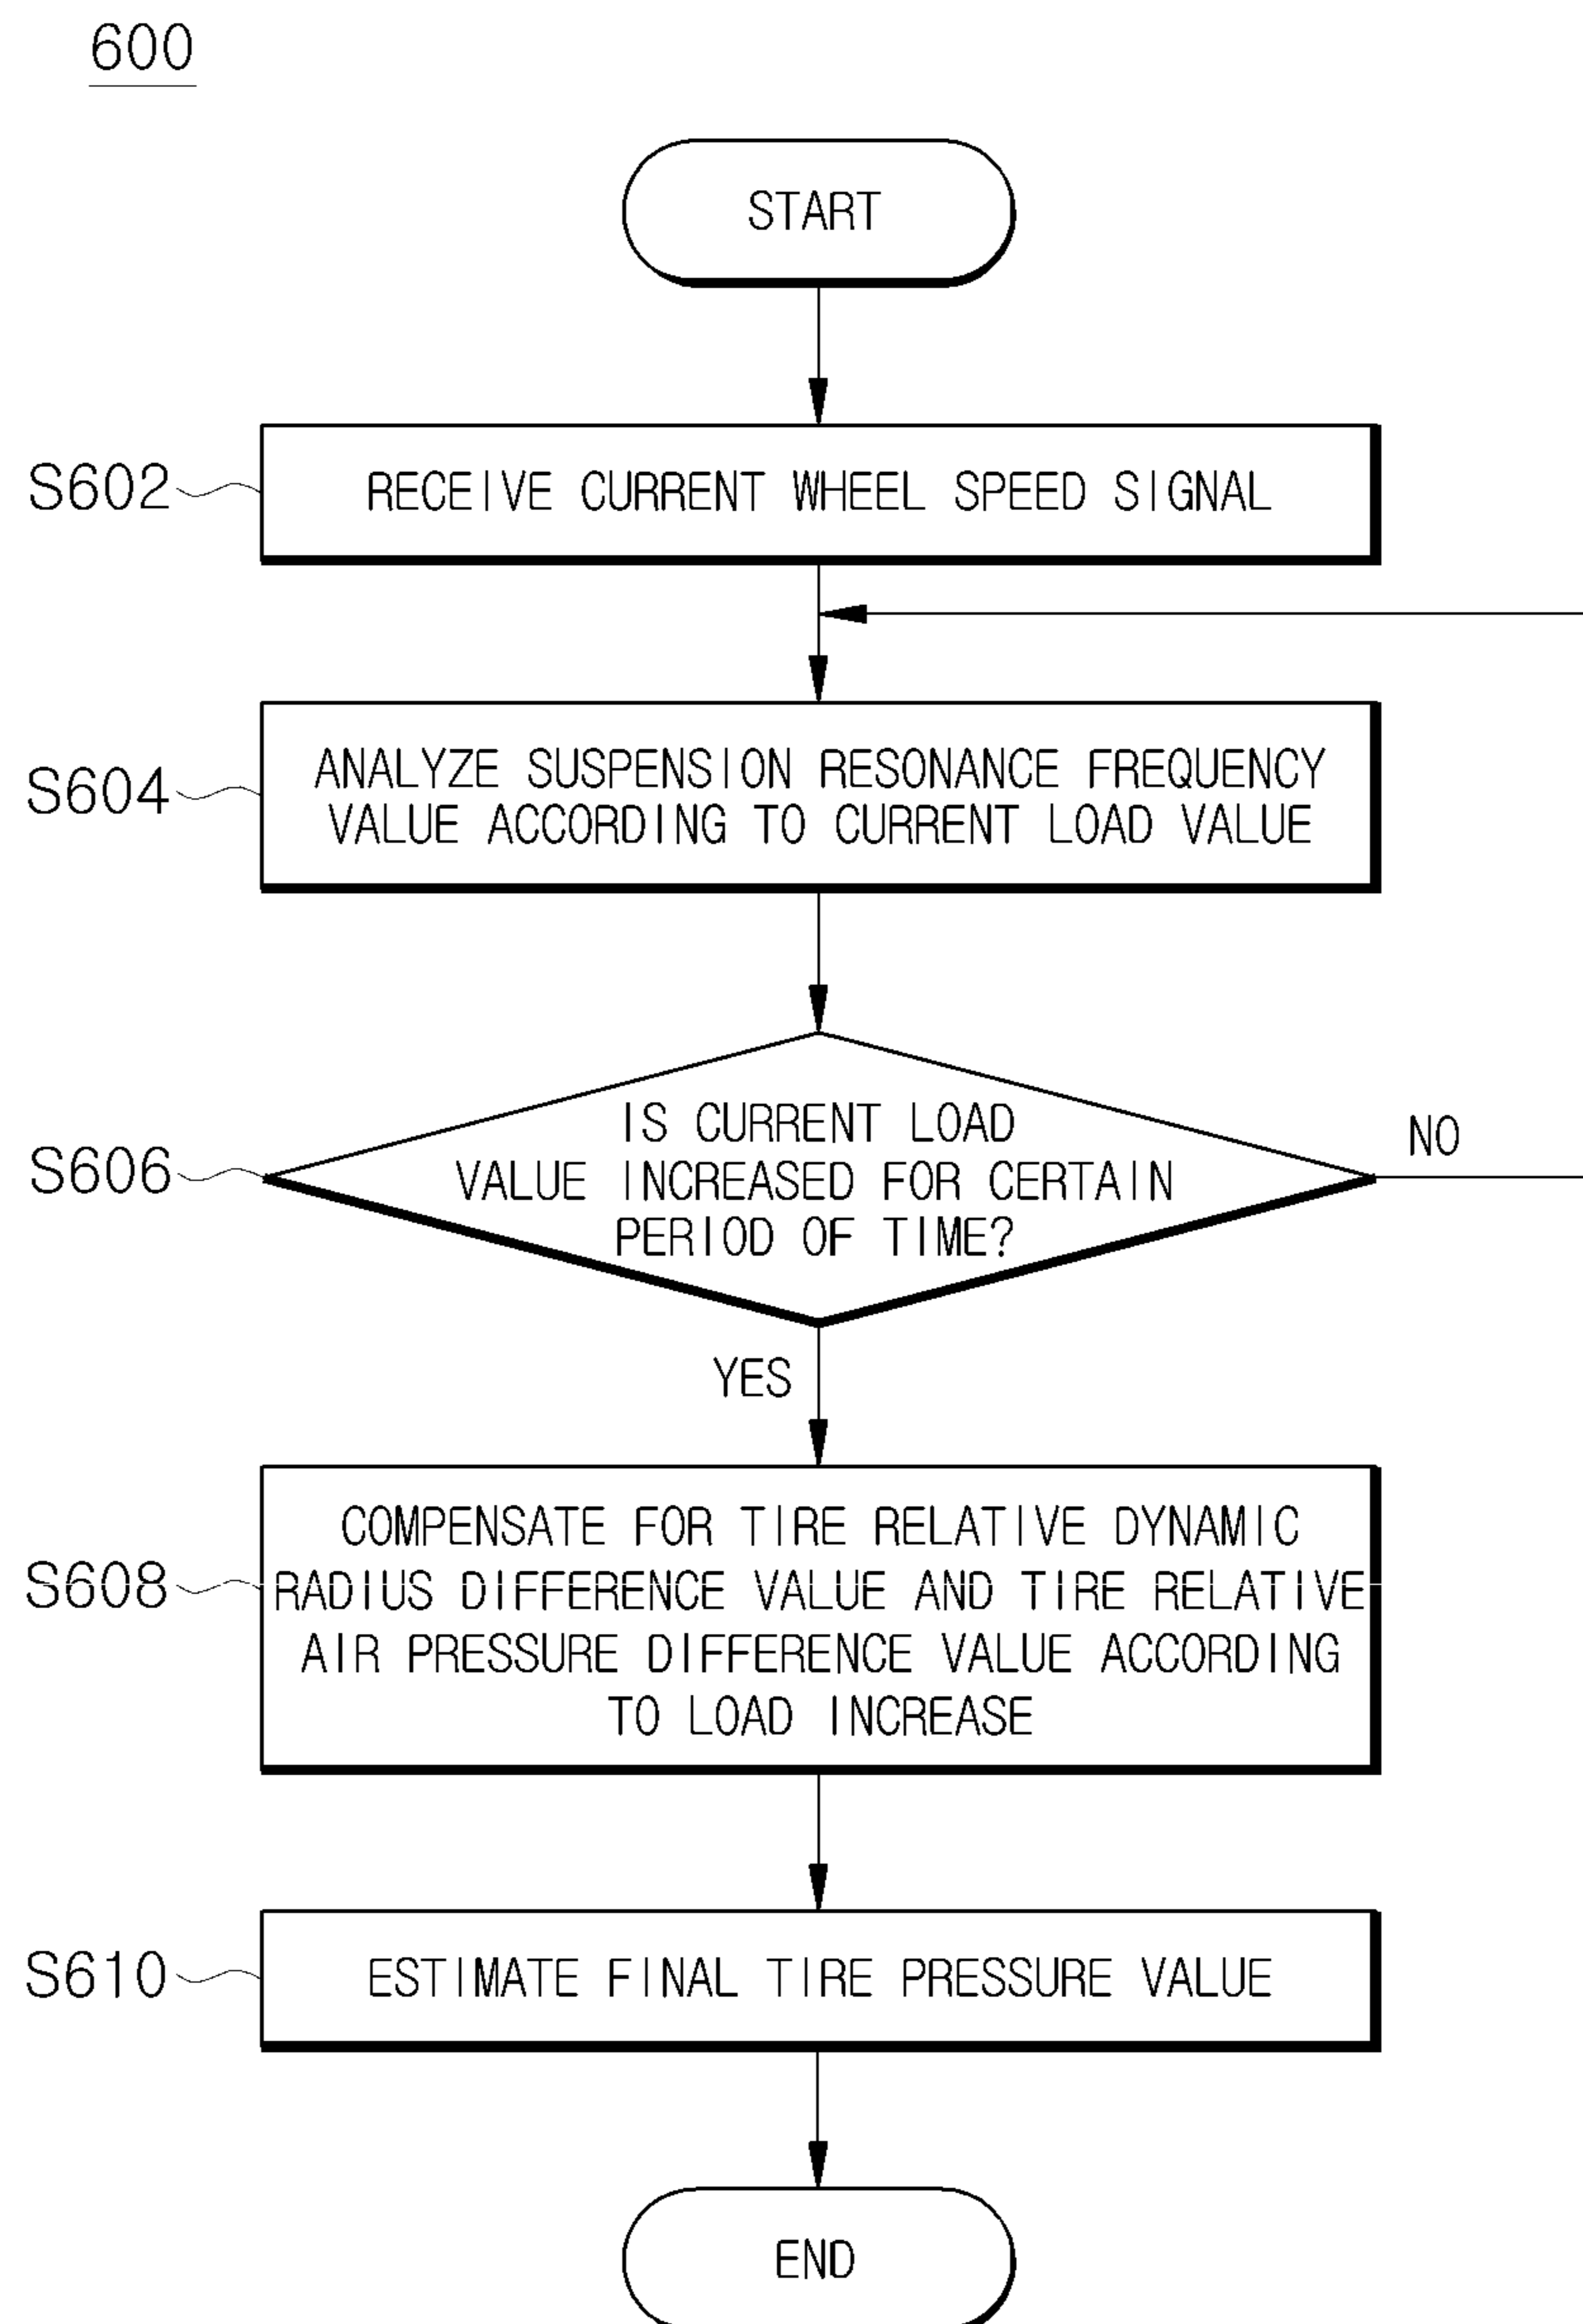 600
START
S602
RECEIVE CURRENT WHEEL SPEED SIGNAL
S604
ANALYZE SUSPENSION RESONANCE FREQUENCY
VALUE ACCORDING TO CURRENT LOAD VALUE
S606
IS CURRENT LOAD
VALUE INCREASED FOR CERTAIN
PERIOD OF TIME?
NO
YES
S608
COMPENSATE FOR TIRE RELATIVE DYNAMIC
RADIUS DIFFERENCE VALUE AND TIRE RELATIVE
AIR PRESSURE DIFFERENCE VALUE ACCORDING
TO LOAD INCREASE
S610
ESTIMATE FINAL TIRE PRESSURE VALUE
END